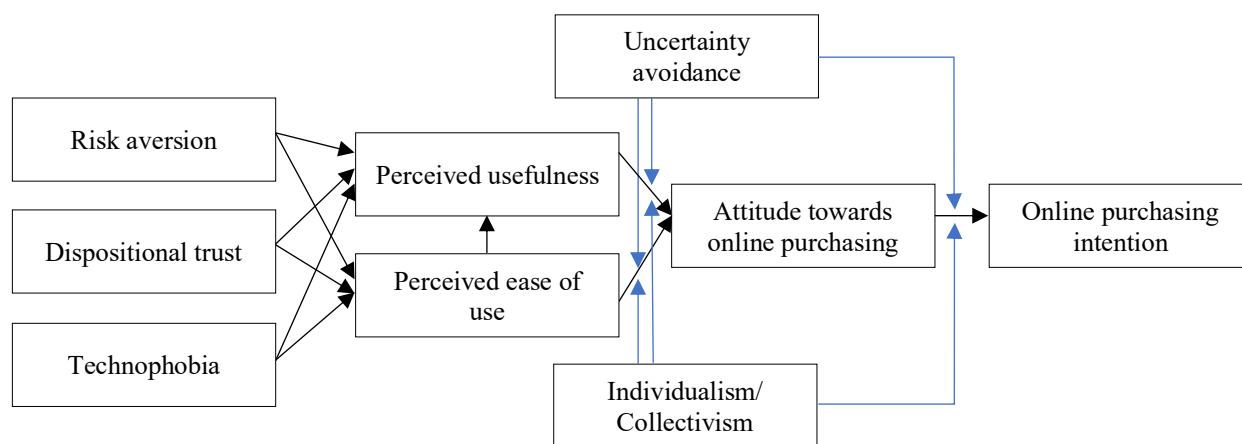 Uncertainty
avoidance
Risk aversion
Perceived usefulness
Dispositional trust
Attitude towards
online purchasing
Online purchasing
intention
Perceived ease of
use
Technophobia
Individualism/
Collectivism